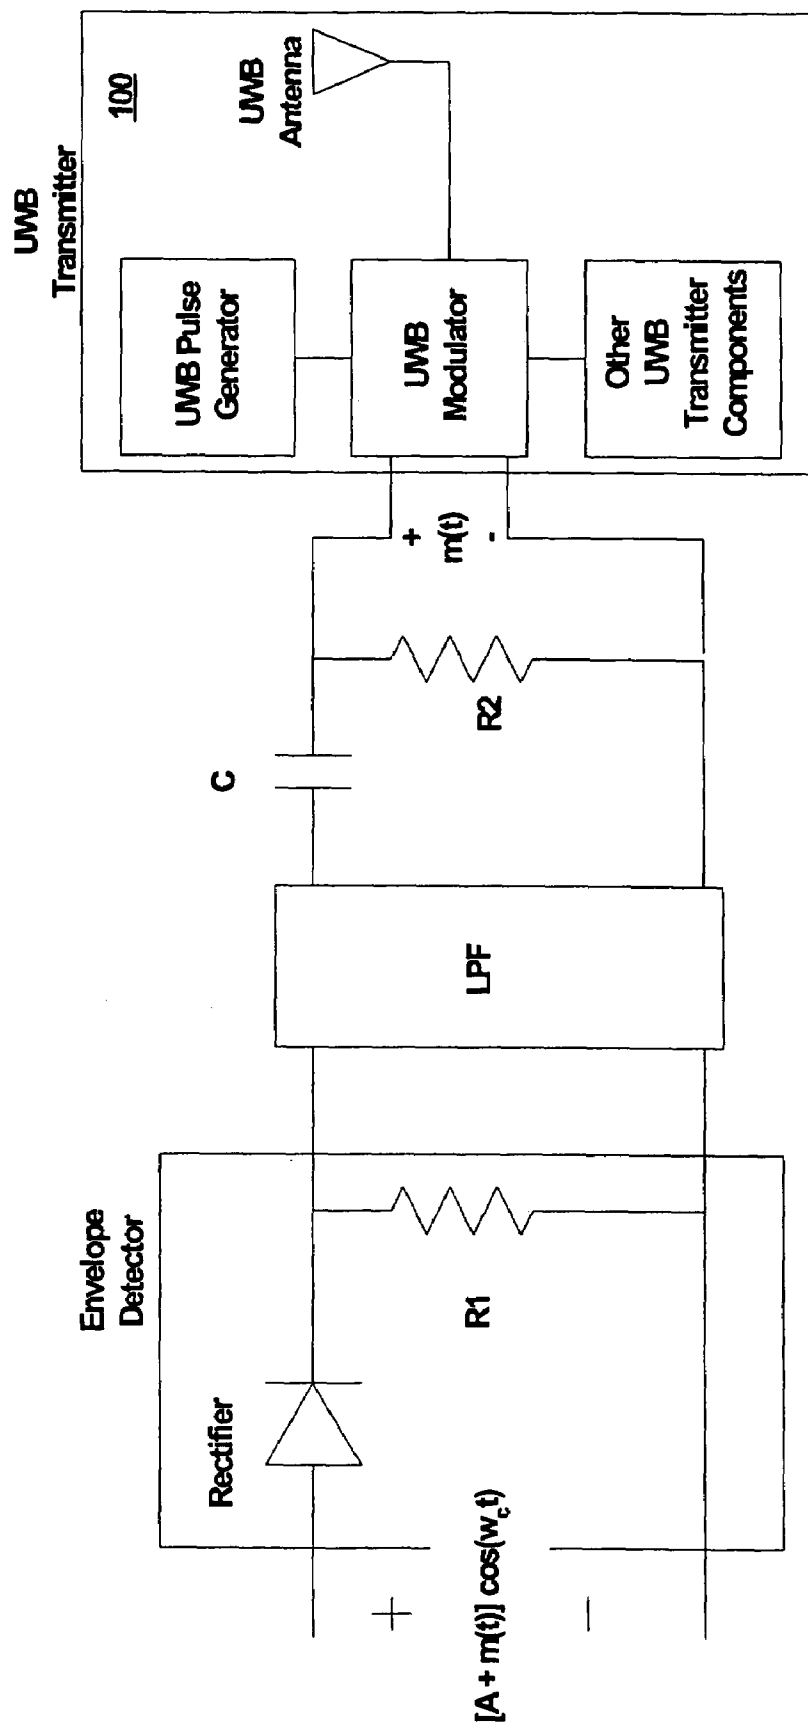 UWB
Transmitter
100
UWB
Antenna
UWB Pulse
Generator
UWB
Modulator
Other
UWB
Transmitter
Components
+
m(t)
-
C
R2
LPF
Envelope
Detector
Rectifier
R1
+
[A + m(t)] cos(w_c t)
−